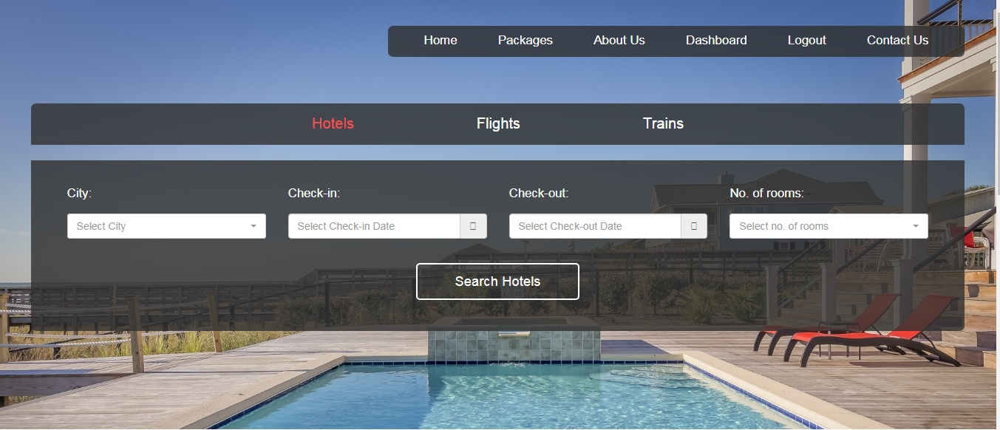 Home Packages About Us Dashboard Logout Contact Us
Hotels Flights Trains
City: Check-in: Check-out: No. of rooms:
Select City Select Check-in Date Select Check-out Date Select no. of rooms
Search Hotels